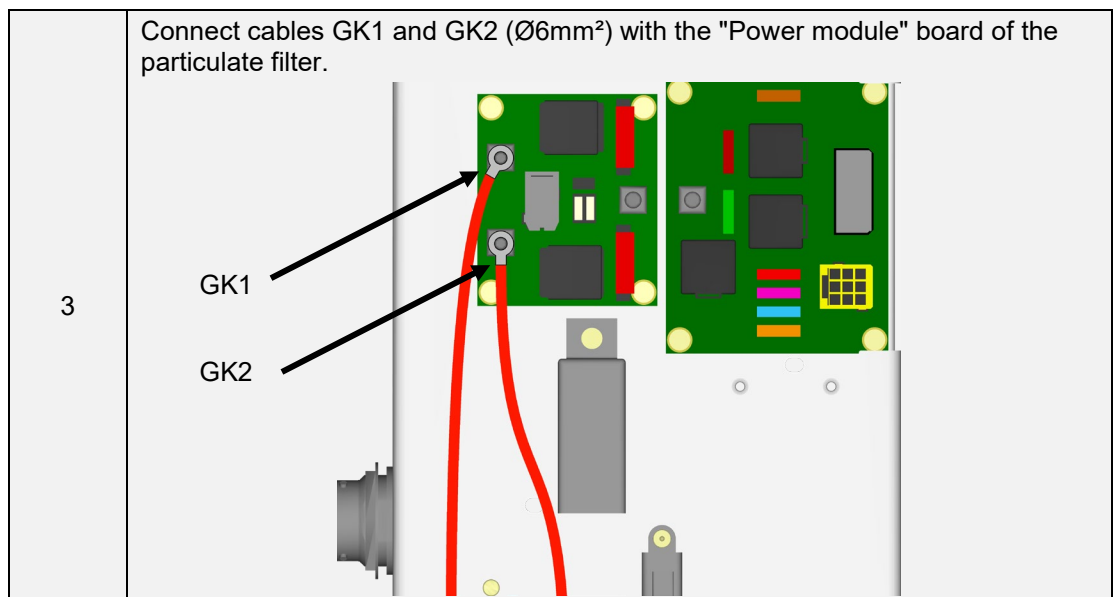 Connect cables GK1 and GK2 (Ø6mm²) with the "Power module" board of the
particulate filter.
GK1
3
GK2